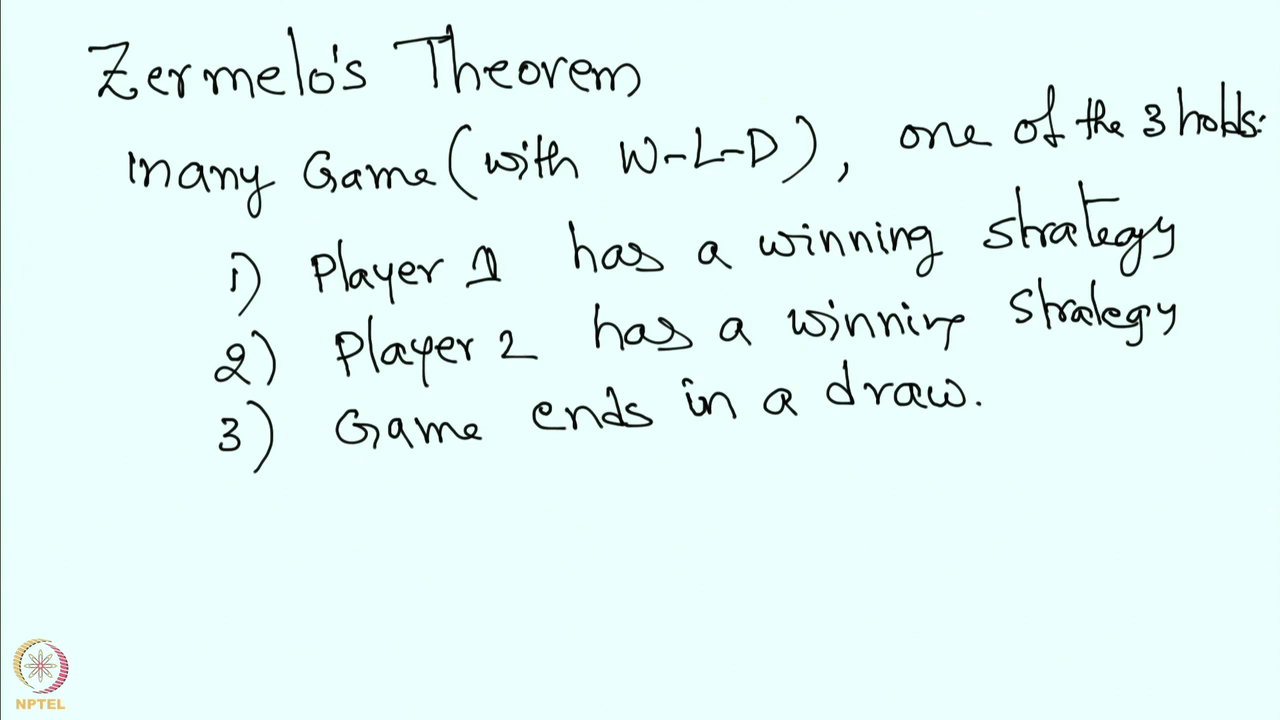 Zermelo's Theorem
In any Game (with W-L-D), one of the 3 holds:
1) Player 1 has a winning strategy
2) Player 2 has a winning strategy
3) Game ends in a draw.
NPTEL